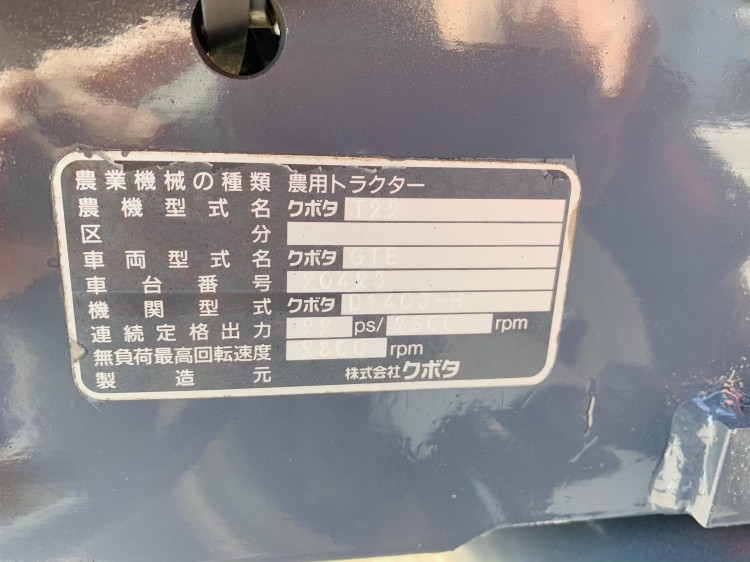 農業機械の種類 農用トラクター
農機型式名 クボタ T22
区分
車両型式名 クボタ GTE
車台番号 20423
機関型式 クボタ D1403-A
連続定格出力 22 ps/2600 rpm
無負荷最高回転速度 2800 rpm
製造元 株式会社クボタ